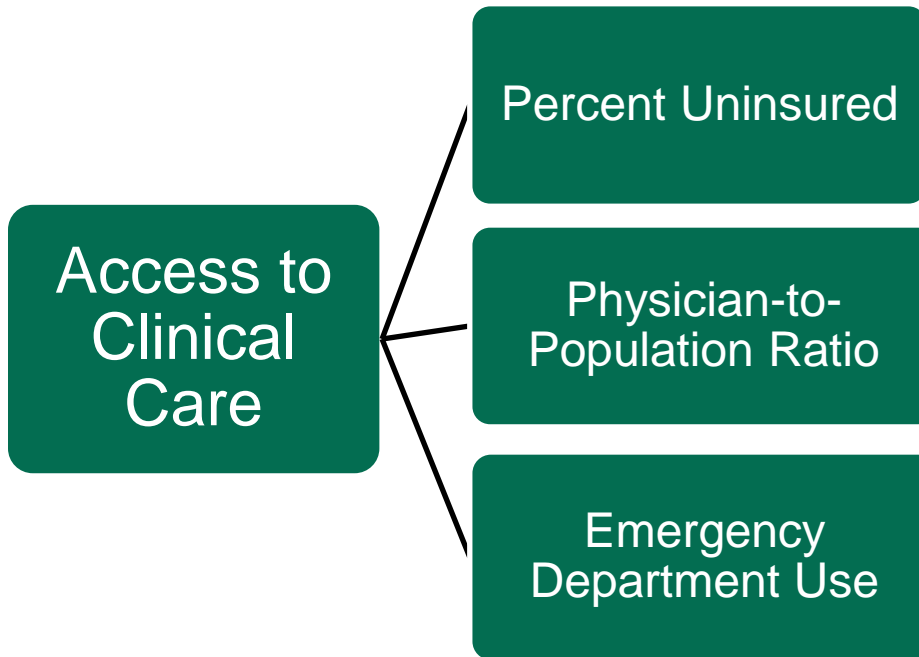 Access to
Clinical
Care
Percent Uninsured
Physician-to-
Population Ratio
Emergency
Department Use